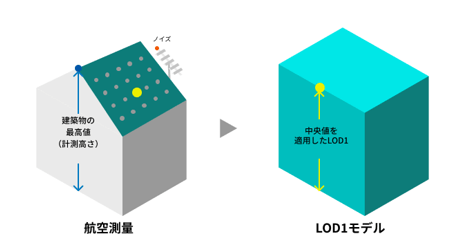 ノイズ
建築物の
最高値
（計測高さ）
航空測量
中央値を
適用したLOD1
LOD1モデル